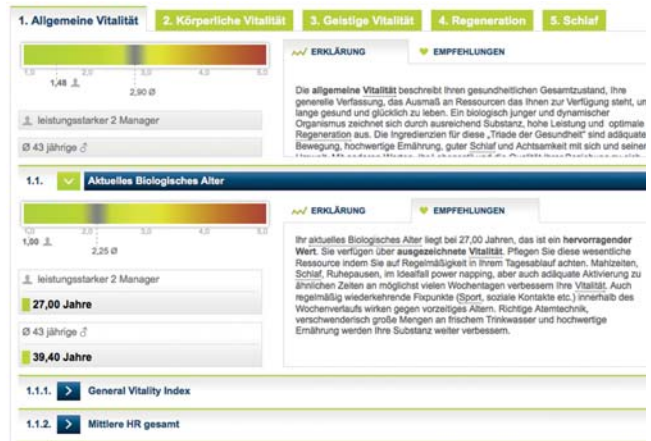 1. Allgemeine Vitalität
2. Körperliche Vitalität
3. Geistige Vitalität
4. Regeneration
5. Schlaf
1,0 2,0 3,0 4,0 5,0
1,48
2,90 Ø
leistungsstarker 2 Manager
Ø 43 jährige ♂
ERKLÄRUNG
EMPFEHLUNGEN
Die allgemeine Vitalität beschreibt Ihren gesundheitlichen Gesamtzustand, Ihre
generelle Verfassung, das Ausmaß an Ressourcen das Ihnen zur Verfügung steht, um
lange gesund und glücklich zu leben. Ein biologisch junger und dynamischer
Organismus zeichnet sich durch ausreichend Substanz, hohe Leistung und optimale
Regeneration aus. Die Ingredienzien für diese „Triade der Gesundheit" sind adäquate
Bewegung, hochwertige Ernährung, guter Schlaf und Achtsamkeit mit sich und seiner
1.1. Aktuelles Biologisches Alter
1,0 2,0 3,0 4,0 5,0
1,00
2,25 Ø
leistungsstarker 2 Manager
27,00 Jahre
Ø 43 jährige ♂
39,40 Jahre
ERKLÄRUNG
EMPFEHLUNGEN
Ihr aktuelles Biologisches Alter liegt bei 27,00 Jahren, das ist ein hervorragender
Wert. Sie verfügen über ausgezeichnete Vitalität. Pflegen Sie diese wesentliche
Ressource indem Sie auf Regelmäßigkeit in Ihrem Tagesablauf achten. Mahlzeiten,
Schlaf, Ruhepausen, im Idealfall power napping, aber auch adäquate Aktivierung zu
ähnlichen Zeiten an möglichst vielen Wochentagen verbessern Ihre Vitalität. Auch
regelmäßig wiederkehrende Fixpunkte (Sport, soziale Kontakte etc.) innerhalb des
Wochenverlaufs wirken gegen vorzeitiges Altern. Richtige Atemtechnik,
verschwenderisch große Mengen an frischem Trinkwasser und hochwertige
Ernährung werden Ihre Substanz weiter verbessern.
1.1.1. General Vitality Index
1.1.2. Mittlere HR gesamt